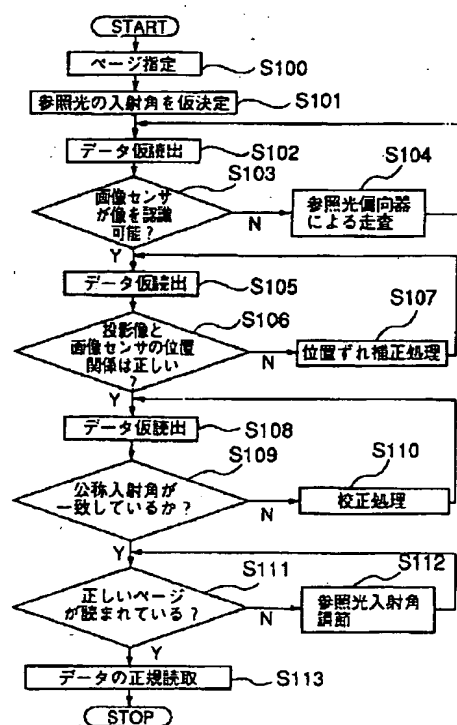 START
ページ指定
S100
参照光の入射角を仮決定
S101
データ仮読出
S102
S103
画像センサ
が像を認識
可能？
N
Y
S104
参照光偏向器
による走査
データ仮読出
S105
S106
投影像と
画像センサの位置
関係は正しい
？
N
Y
S107
位置ずれ補正処理
データ仮読出
S108
S109
公称入射角が
一致しているか？
N
Y
S110
校正処理
S111
正しいページ
が読まれている？
N
Y
S112
参照光入射角
調節
データの正規読取
S113
STOP